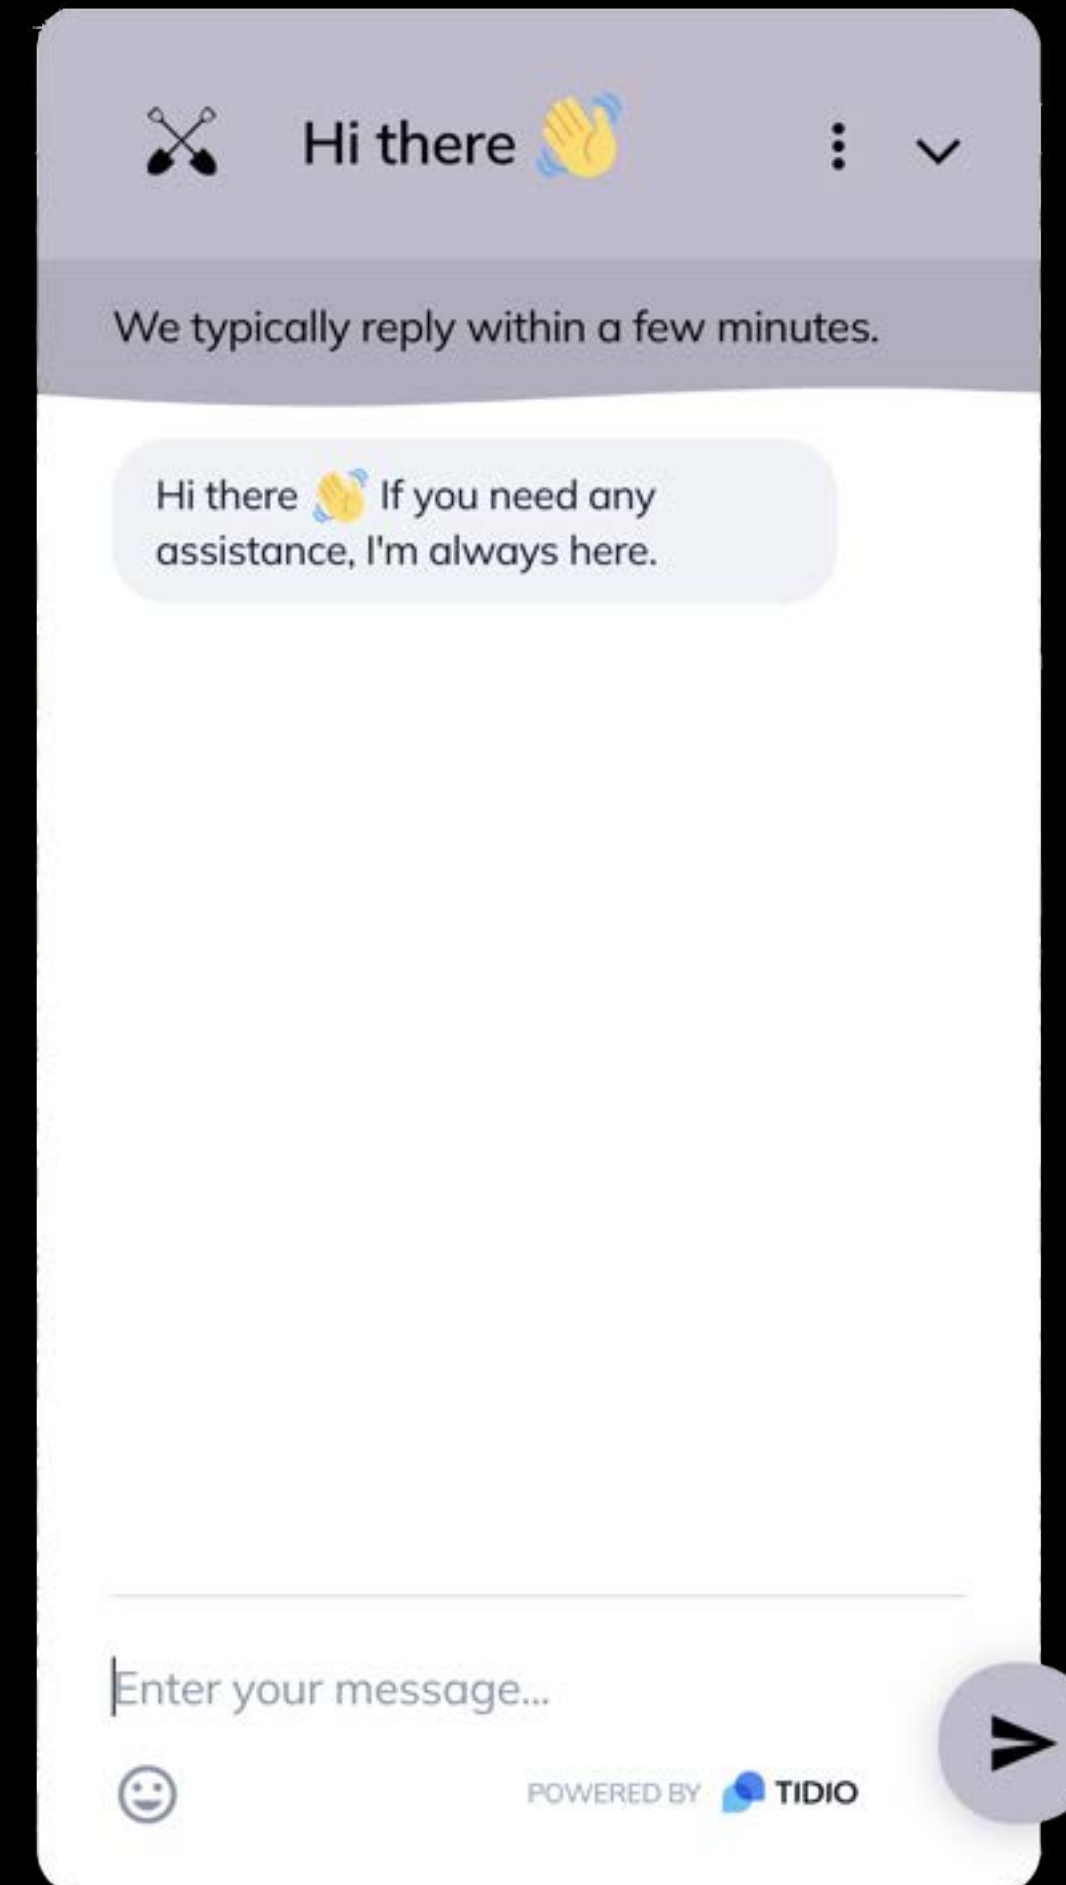 Hi there 👋
We typically reply within a few minutes.
Hi there 👋 If you need any
assistance, I'm always here.
Enter your message...
POWERED BY TIDIO